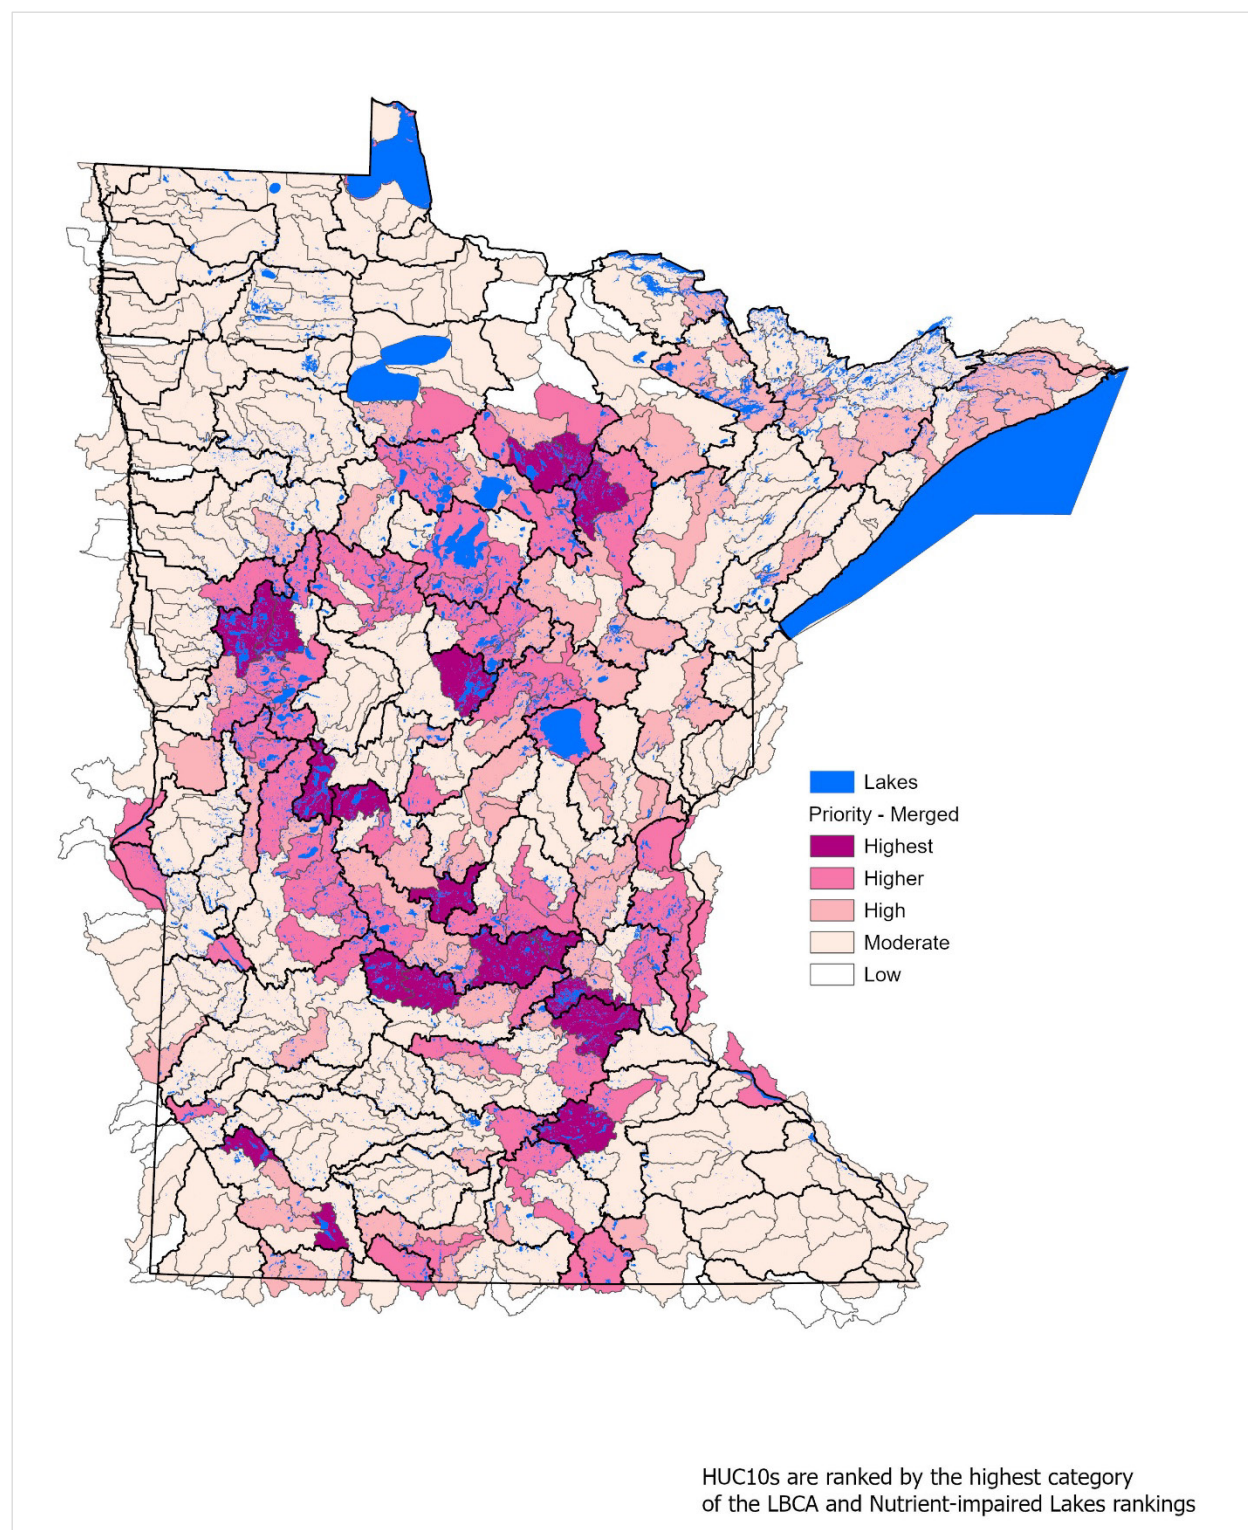 Lakes
Priority - Merged
Highest
Higher
High
Moderate
Low
HUC10s are ranked by the highest category
of the LBCA and Nutrient-impaired Lakes rankings